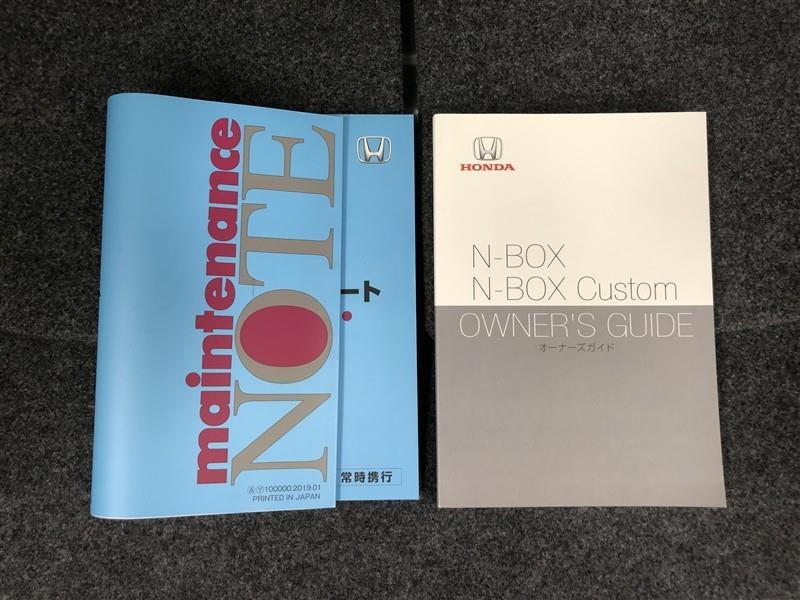 maintenance
NOTE
ート
常時携行
ⒶⓎ100000.2019.01
PRINTED IN JAPAN
HONDA
N-BOX
N-BOX Custom
OWNER'S GUIDE
オーナーズガイド